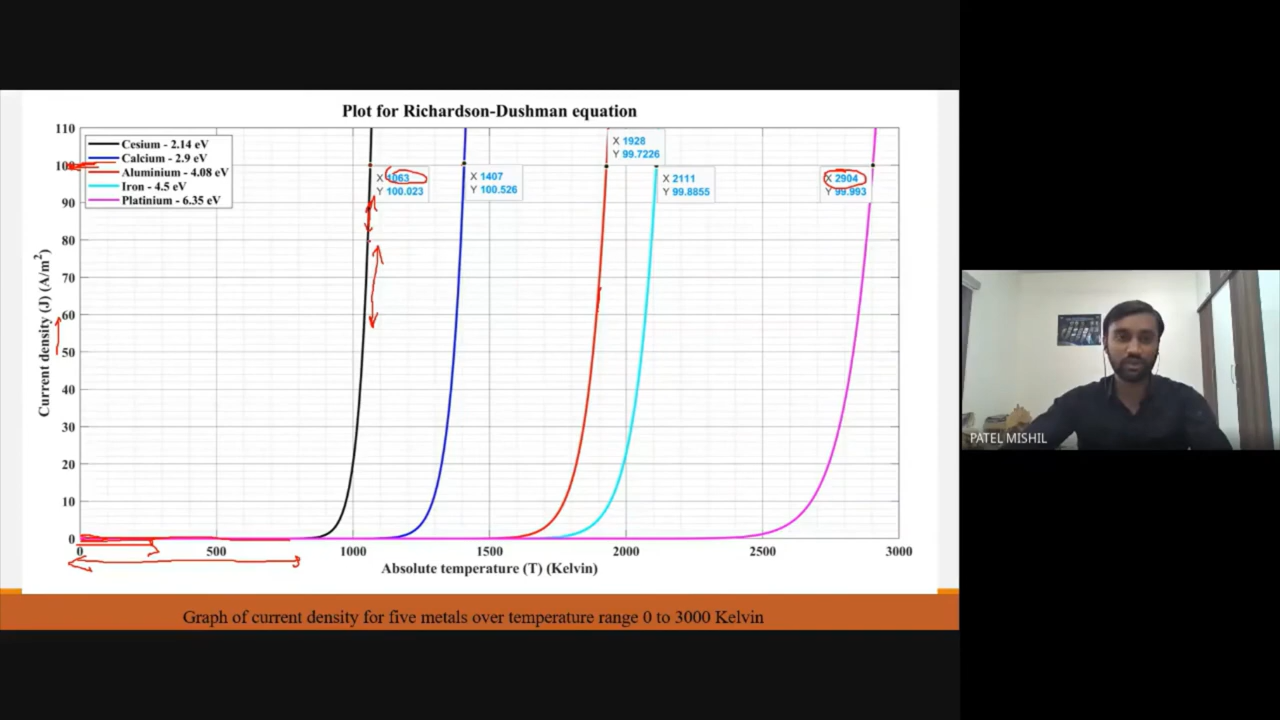 Plot for Richardson-Dushman equation
110
100
90
80
70
60
50
40
30
20
10
0
Current density (J) (A/m²)
Cesium - 2.14 eV
Calcium - 2.9 eV
Aluminium - 4.08 eV
Iron - 4.5 eV
Platinium - 6.35 eV
X 1063
Y 100.023
X 1407
Y 100.526
X 1928
Y 99.7226
X 2111
Y 99.8855
X 2904
Y 99.993
0
500
1000
1500
2000
2500
3000
Absolute temperature (T) (Kelvin)
Graph of current density for five metals over temperature range 0 to 3000 Kelvin
PATEL MISHIL